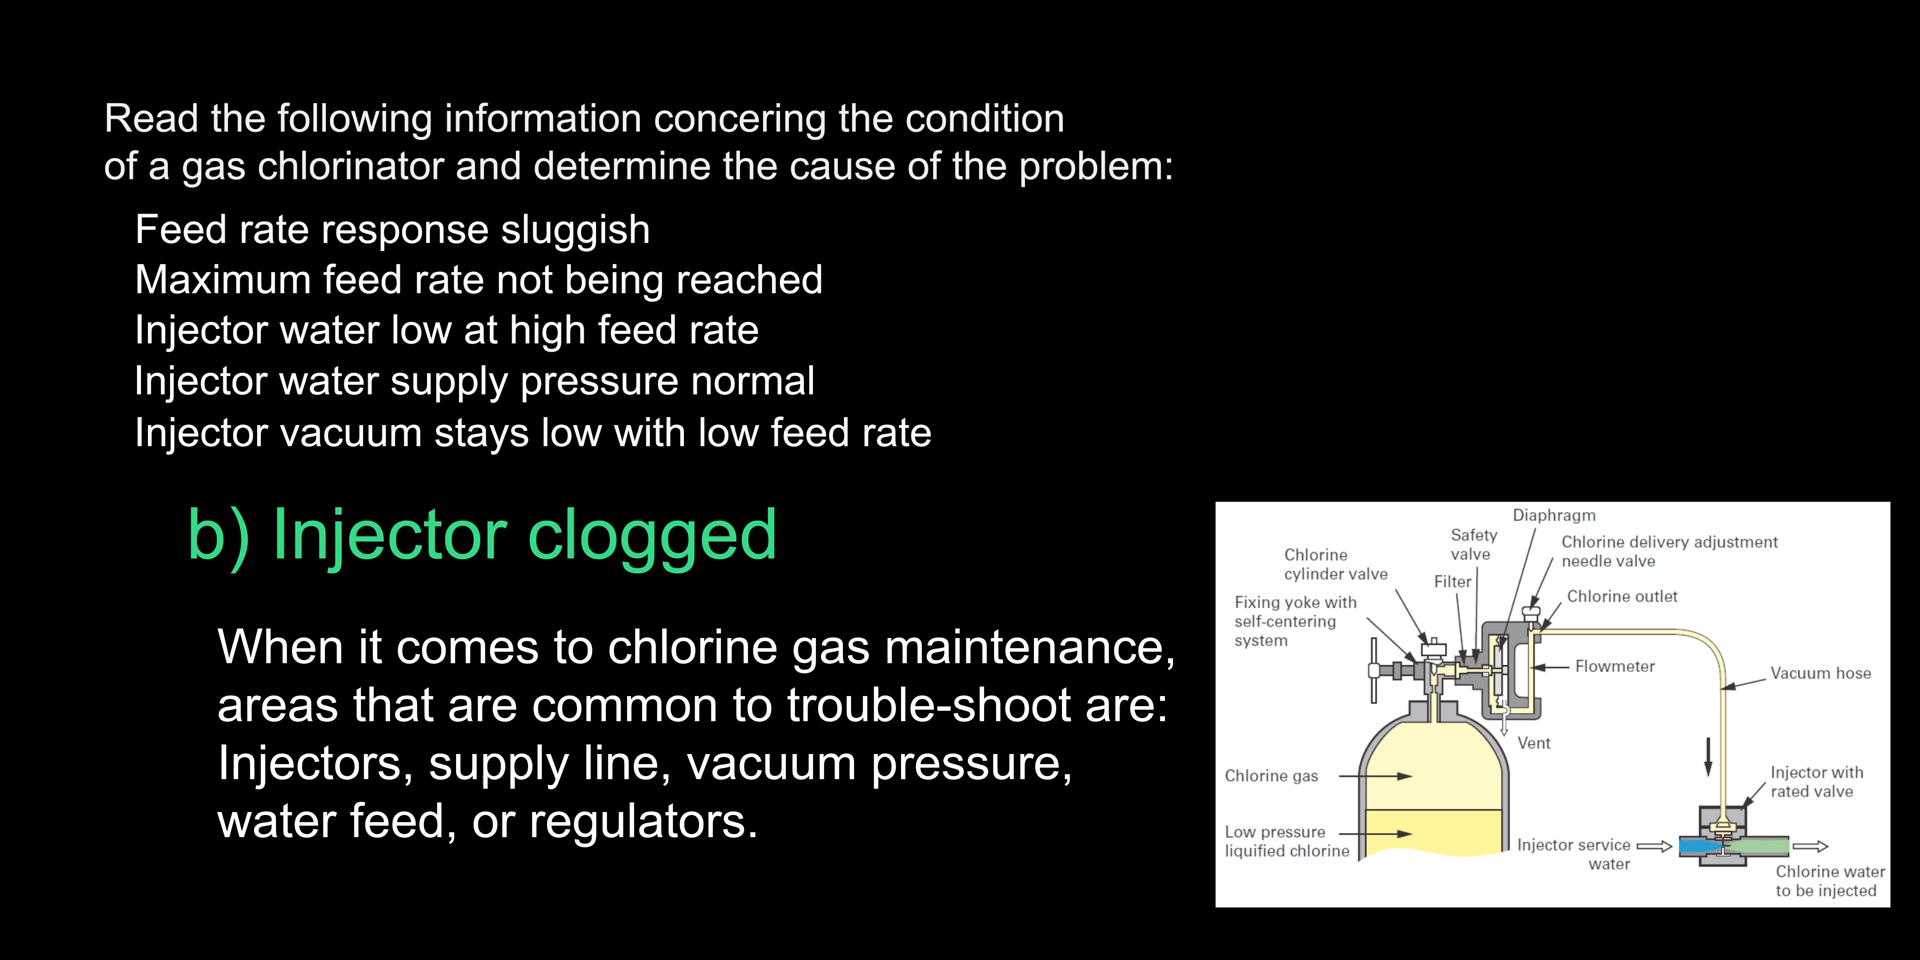 Read the following information concering the condition
of a gas chlorinator and determine the cause of the problem:
Feed rate response sluggish
Maximum feed rate not being reached
Injector water low at high feed rate
Injector water supply pressure normal
Injector vacuum stays low with low feed rate
b) Injector clogged
When it comes to chlorine gas maintenance,
areas that are common to trouble-shoot are:
Injectors, supply line, vacuum pressure,
water feed, or regulators.
Diaphragm
Safety
valve
Chlorine delivery adjustment
needle valve
Chlorine
cylinder valve
Filter
Chlorine outlet
Fixing yoke with
self-centering
system
Flowmeter
Vacuum hose
Vent
Chlorine gas
Injector with
rated valve
Low pressure
liquified chlorine
Injector service
water
Chlorine water
to be injected